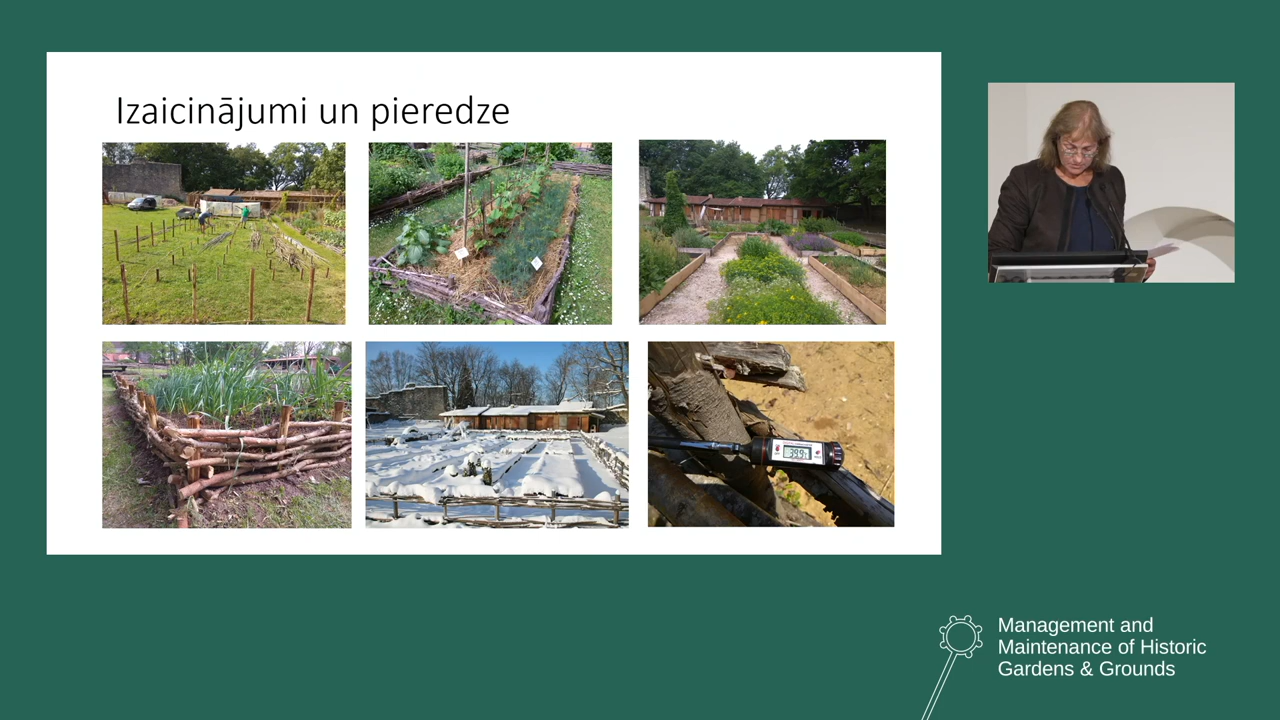 Izaicinājumi un pieredze
Management and
Maintenance of Historic
Gardens & Grounds